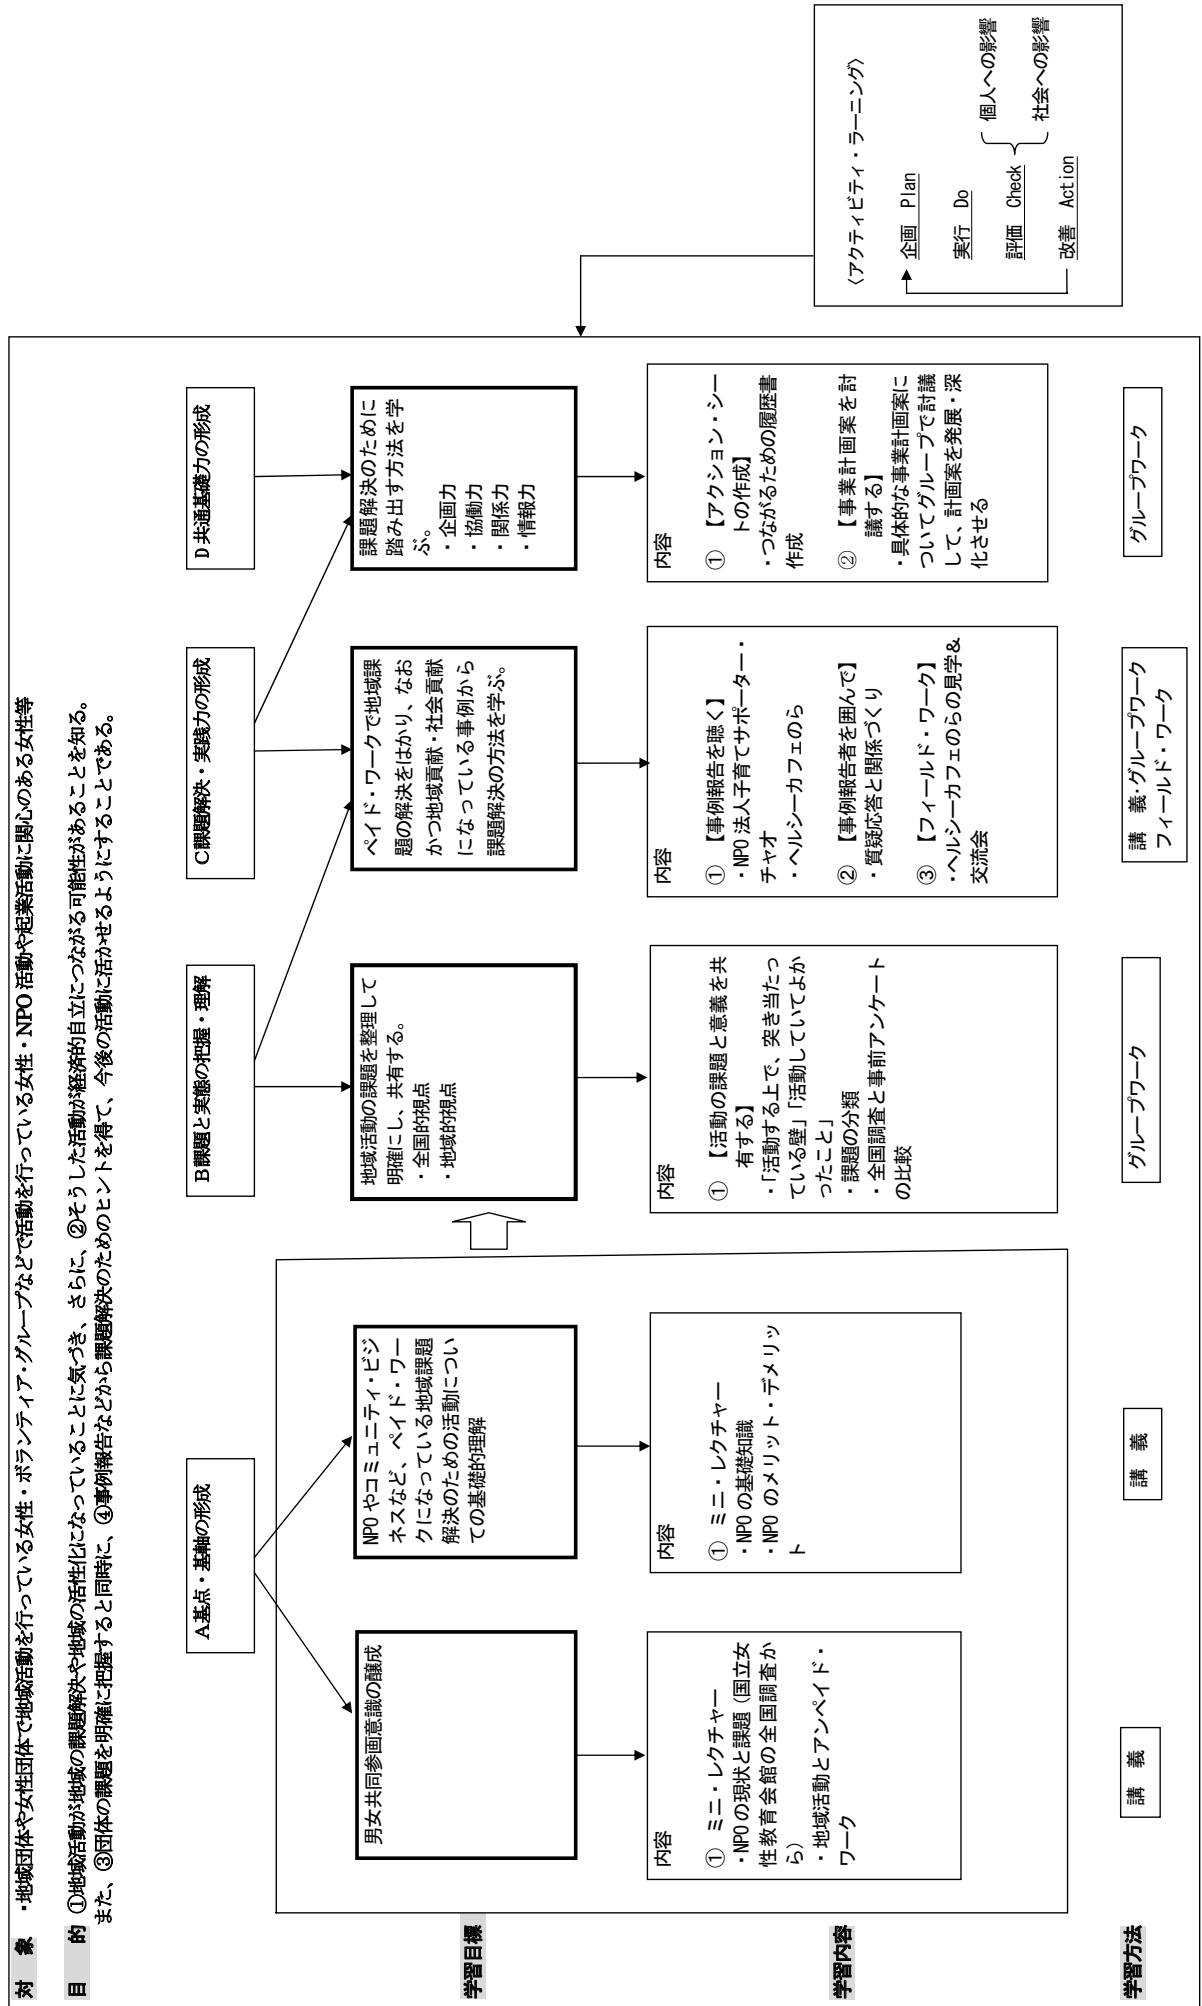 対　象　・地域団体や女性団体で地域活動を行っている女性・ボランティア・グループなどで活動を行っている女性・NPO活動や起業活動に関心のある女性等
目　的　①地域活動が地域の課題解決や地域の活性化になっていることに気づき、さらに、②そうした活動が経済的自立につながる可能性があることを知る。
また、③団体の課題を明確に把握すると同時に、④事例報告などから課題解決のためのヒントを得て、今後の活動に活かせるようにすることである。
A基点・基軸の形成
B課題と実態の把握・理解
C課題解決・実践力の形成
D共通基礎力の形成
学習目標
男女共同参画意識の醸成
NPOやコミュニティ・ビジ
ネスなど、ペイド・ワー
クになっている地域課題
解決のための活動につい
ての基礎的理解
地域活動の課題を整理して
明確にし、共有する。
・全国的視点
・地域的視点
ペイド・ワークで地域課
題の解決をはかり、なお
かつ地域貢献・社会貢献
になっている事例から
課題解決の方法を学ぶ。
課題解決のために
踏み出す方法を学
ぶ。
・企画力
・協働力
・関係力
・情報力
学習内容
内容
① ミニ・レクチャー
・NPOの現状と課題（国立女
性教育会館の全国調査か
ら）
・地域活動とアンペイド・
ワーク
内容
① ミニ・レクチャー
・NPOの基礎知識
・NPOのメリット・デメリッ
ト
内容
① 【活動の課題と意義を共
有する】
・「活動する上で、突き当たっ
ている壁」「活動していてよか
ったこと」
・課題の分類
・全国調査と事前アンケート
の比較
内容
① 【事例報告を聴く】
・NPO法人子育てサポーター・
チャオ
・ヘルシーカフェのら
② 【事例報告者を囲んで】
・質疑応答と関係づくり
③ 【フィールド・ワーク】
・ヘルシーカフェのらの見学＆
交流会
内容
① 【アクション・シー
トの作成】
・つながるための履歴書
作成
② 【事業計画案を討
議する】
・具体的な事業計画案に
ついてグループで討議
して、計画案を発展・深
化させる
学習方法
講　義
講　義
グループワーク
講　義・グループワーク
フィールド・ワーク
グループワーク
〈アクティビティ・ラーニング〉
企画　Plan
実行　Do
評価　Check
改善　Action
個人への影響
社会への影響